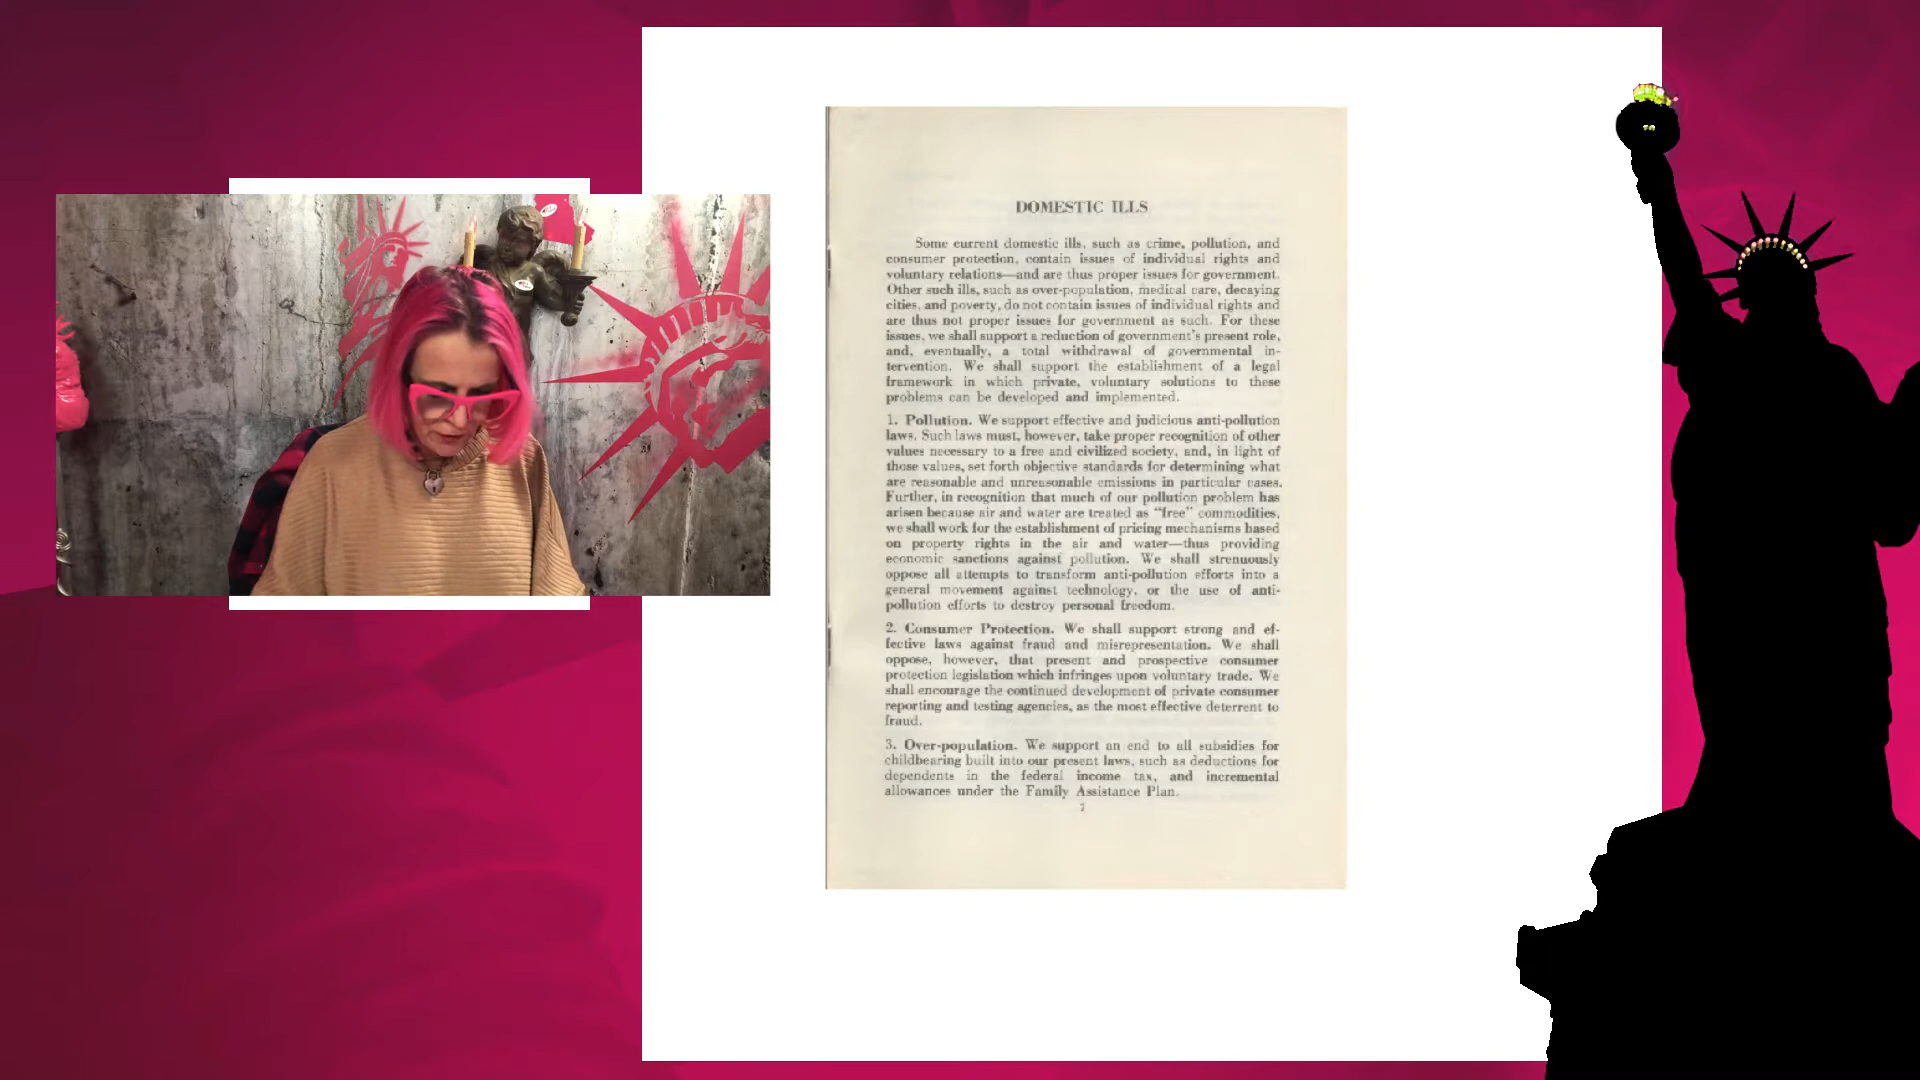 DOMESTIC ILLS
Some current domestic ills, such as crime, pollution, and
consumer protection, contain issues of individual rights and
voluntary relations—and are thus proper issues for government.
Other such ills, such as over-population, medical care, decaying
cities, and poverty, do not contain issues of individual rights and
are thus not proper issues for government as such. For these
issues, we shall support a reduction of government's present role,
and, eventually, a total withdrawal of governmental in-
tervention. We shall support the establishment of a legal
framework in which private, voluntary solutions to these
problems can be developed and implemented.
1. Pollution. We support effective and judicious anti-pollution
laws. Such laws must, however, take proper recognition of other
values necessary to a free and civilized society, and, in light of
those values, set forth objective standards for determining what
are reasonable and unreasonable emissions in particular cases.
Further, in recognition that much of our pollution problem has
arisen because air and water are treated as "free" commodities,
we shall work for the establishment of pricing mechanisms based
on property rights in the air and water—thus providing
economic sanctions against pollution. We shall strenuously
oppose all attempts to transform anti-pollution efforts into a
general movement against technology, or the use of anti-
pollution efforts to destroy personal freedom.
2. Consumer Protection. We shall support strong and ef-
fective laws against fraud and misrepresentation. We shall
oppose, however, that present and prospective consumer
protection legislation which infringes upon voluntary trade. We
shall encourage the continued development of private consumer
reporting and testing agencies, as the most effective deterrent to
fraud.
3. Over-population. We support an end to all subsidies for
childbearing built into our present laws, such as deductions for
dependents in the federal income tax, and incremental
allowances under the Family Assistance Plan.